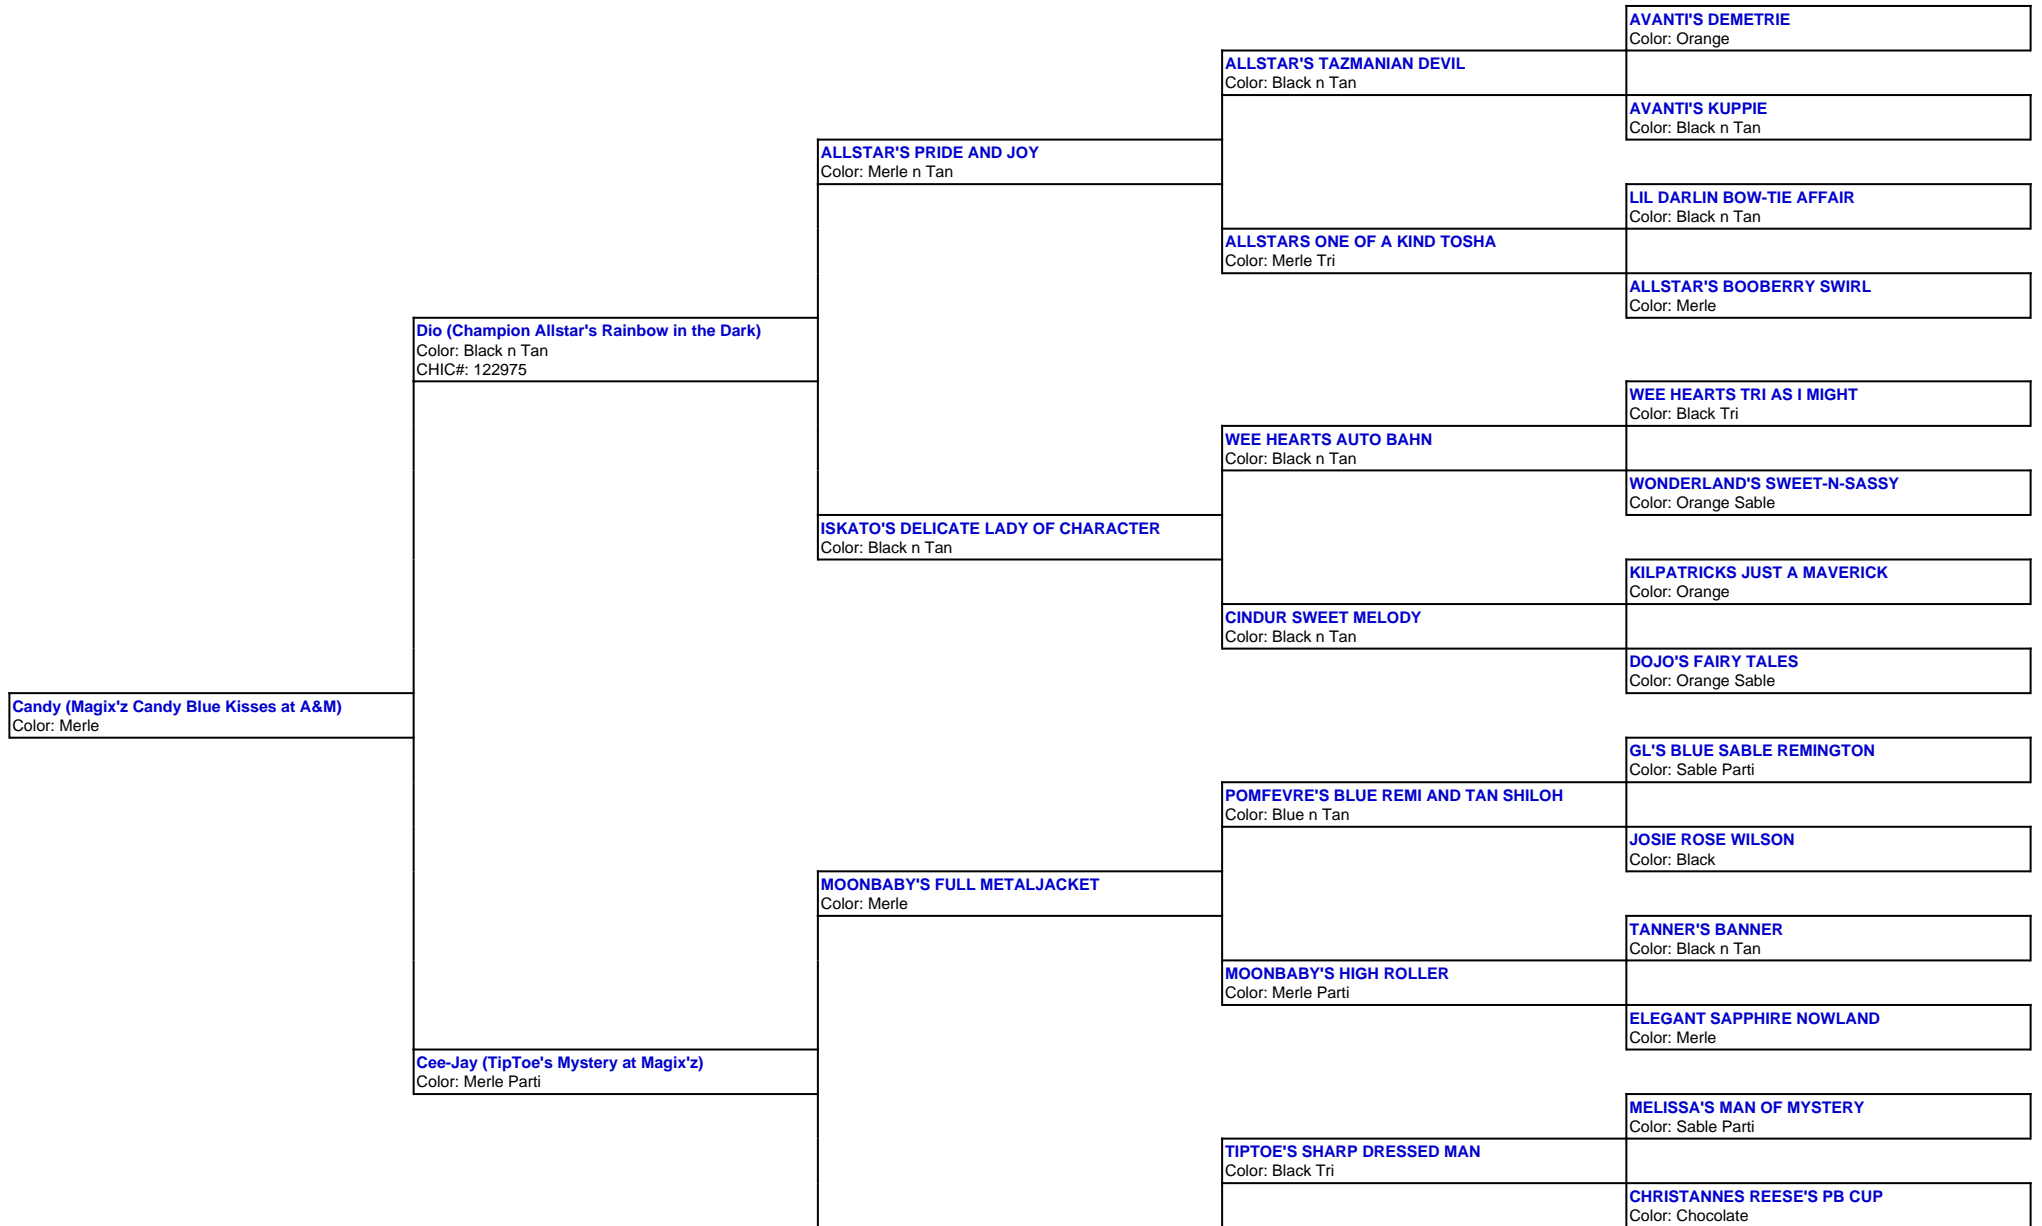 AVANTI'S DEMETRIE
Color: Orange
ALLSTAR'S TAZMANIAN DEVIL
Color: Black n Tan
AVANTI'S KUPPIE
Color: Black n Tan
ALLSTAR'S PRIDE AND JOY
Color: Merle n Tan
LIL DARLIN BOW-TIE AFFAIR
Color: Black n Tan
ALLSTARS ONE OF A KIND TOSHA
Color: Merle Tri
ALLSTAR'S BOOBERRY SWIRL
Color: Merle
Dio (Champion Allstar's Rainbow in the Dark)
Color: Black n Tan
CHIC#: 122975
WEE HEARTS TRI AS I MIGHT
Color: Black Tri
WEE HEARTS AUTO BAHN
Color: Black n Tan
WONDERLAND'S SWEET-N-SASSY
Color: Orange Sable
ISKATO'S DELICATE LADY OF CHARACTER
Color: Black n Tan
KILPATRICKS JUST A MAVERICK
Color: Orange
CINDUR SWEET MELODY
Color: Black n Tan
DOJO'S FAIRY TALES
Color: Orange Sable
Candy (Magix'z Candy Blue Kisses at A&M)
Color: Merle
GL'S BLUE SABLE REMINGTON
Color: Sable Parti
POMFEVRE'S BLUE REMI AND TAN SHILOH
Color: Blue n Tan
JOSIE ROSE WILSON
Color: Black
MOONBABY'S FULL METALJACKET
Color: Merle
TANNER'S BANNER
Color: Black n Tan
MOONBABY'S HIGH ROLLER
Color: Merle Parti
ELEGANT SAPPHIRE NOWLAND
Color: Merle
Cee-Jay (TipToe's Mystery at Magix'z)
Color: Merle Parti
MELISSA'S MAN OF MYSTERY
Color: Sable Parti
TIPTOE'S SHARP DRESSED MAN
Color: Black Tri
CHRISTANNES REESE'S PB CUP
Color: Chocolate